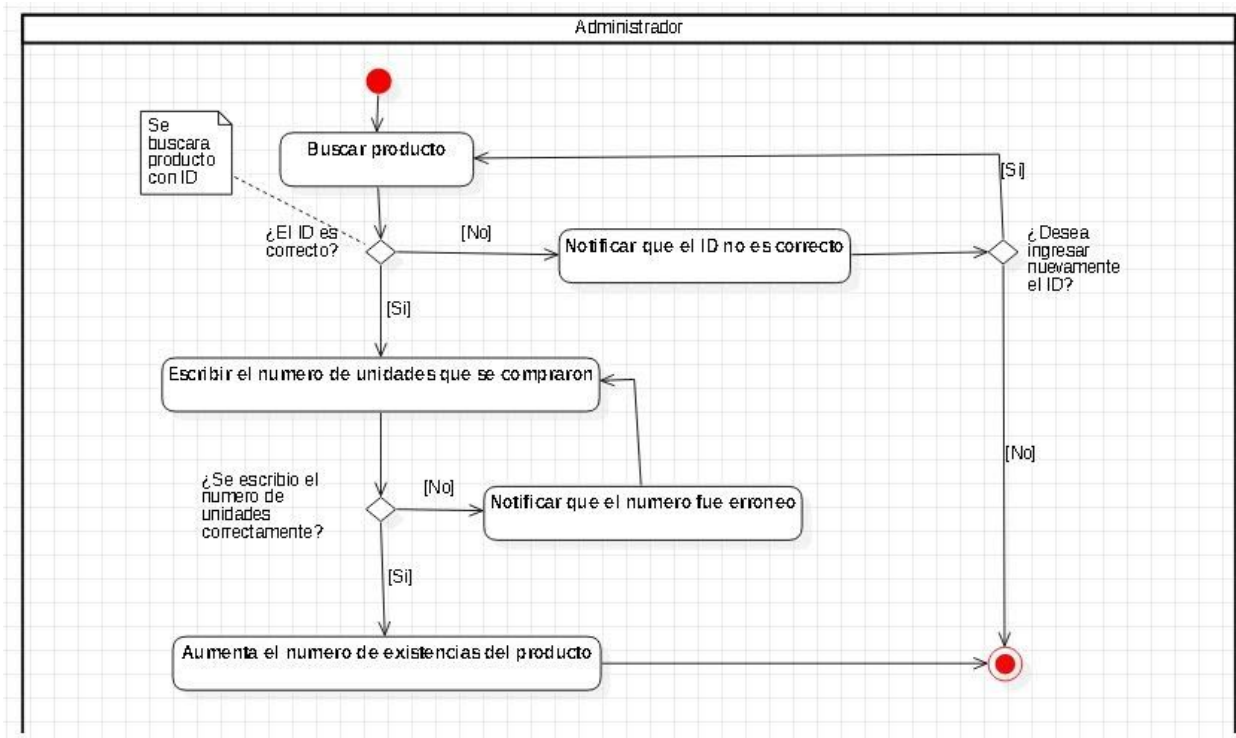 Administrador
Se
buscara
producto
con ID
Buscar producto
[Si]
¿El ID es
correcto?
[No]
Notificar que el ID no es correcto
¿Desea
ingresar
nuevamente
el ID?
[Si]
Escribir el numero de unidades que se compraron
¿Se escribio el
numero de
unidades
correctamente?
[No]
Notificar que el numero fue erroneo
[No]
[Si]
Aumenta el numero de existencias del producto